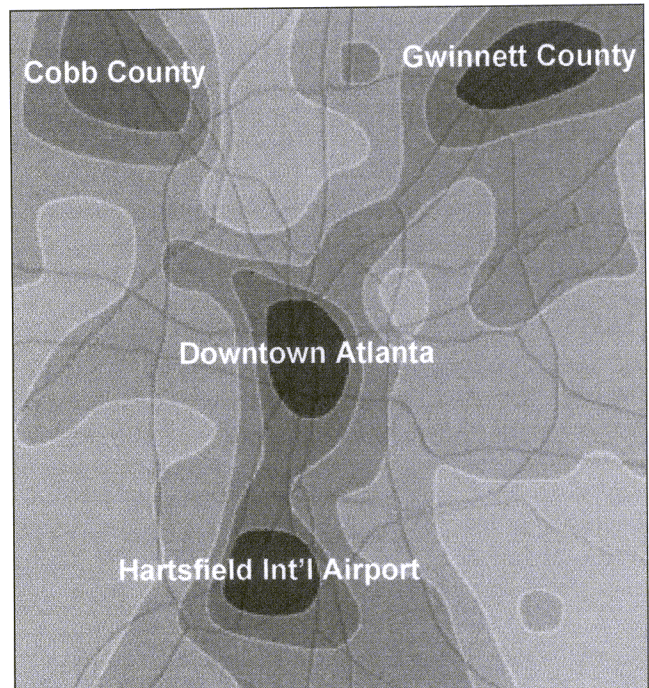 Cobb County
Gwinnett County
Downtown Atlanta
Hartsfield Int'l Airport